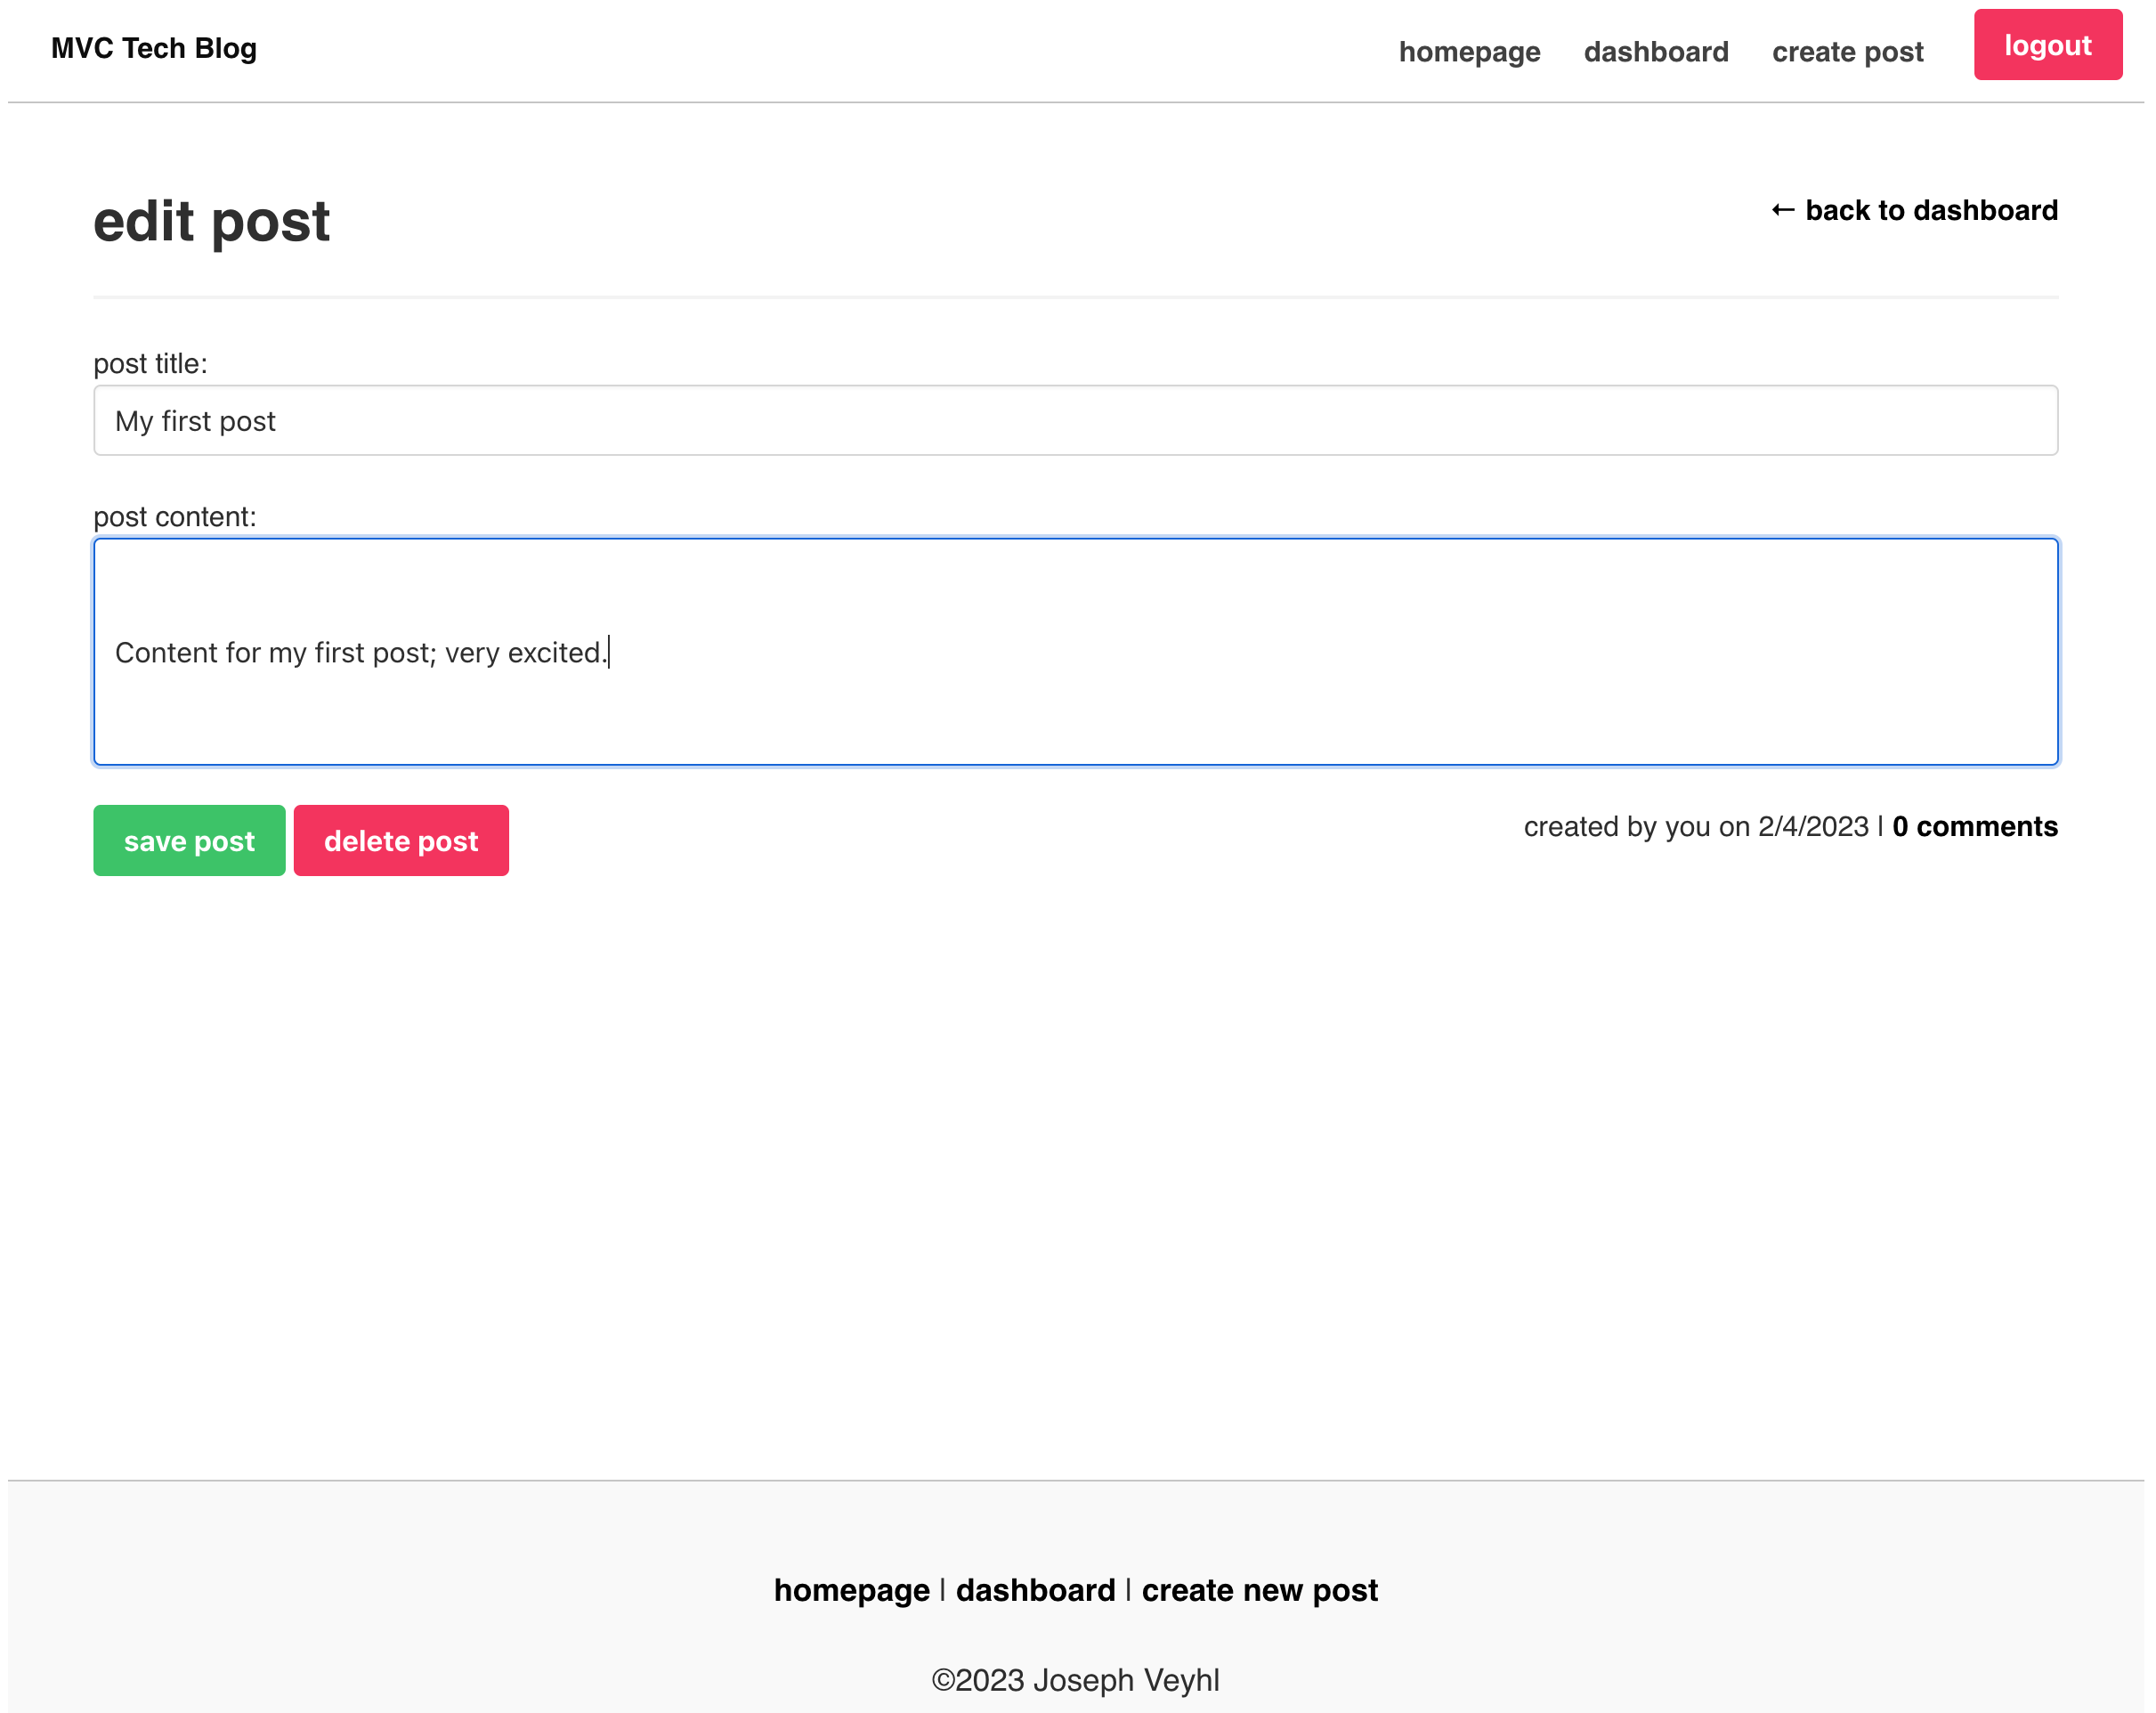 MVC Tech Blog
homepage dashboard create post logout
edit post
← back to dashboard
post title:
My first post
post content:
Content for my first post; very excited.
save post delete post
created by you on 2/4/2023 | 0 comments
homepage | dashboard | create new post
©2023 Joseph Veyhl